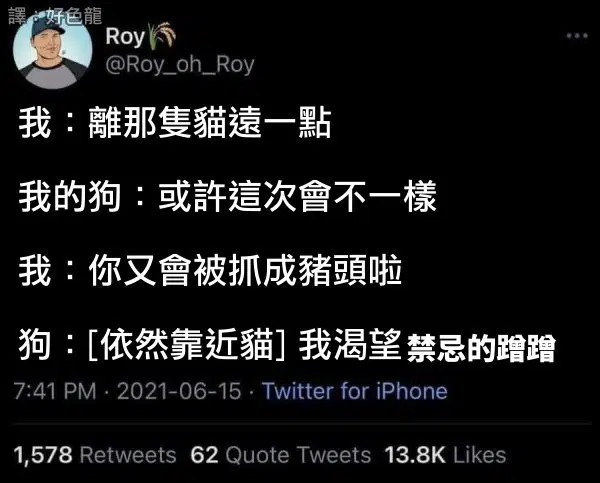 譯：好色龍
Roy🌾
@Roy_oh_Roy
我：離那隻貓遠一點
我的狗：或許這次會不一樣
我：你又會被抓成豬頭啦
狗：[依然靠近貓] 我渴望禁忌的蹭蹭
7:41 PM · 2021-06-15 · Twitter for iPhone
1,578 Retweets 62 Quote Tweets 13.8K Likes